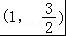 (1, 3/2)